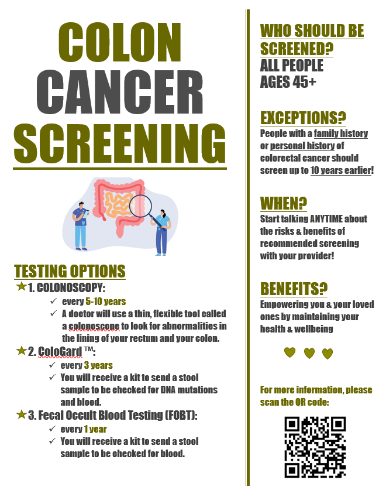 COLON
CANCER
SCREENING
TESTING OPTIONS
1. COLONOSCOPY:
every 5-10 years
A doctor will use a thin, flexible tool called
a colonoscope to look for abnormalities in
the lining of your rectum and your colon.
2. ColoGard ™:
every 3 years
You will receive a kit to send a stool
sample to be checked for DNA mutations
and blood.
3. Fecal Occult Blood Testing (FOBT):
every 1 year
You will receive a kit to send a stool
sample to be checked for blood.
WHO SHOULD BE
SCREENED?
ALL PEOPLE
AGES 45+
EXCEPTIONS?
People with a family history
or personal history of
colorectal cancer should
screen up to 10 years earlier!
WHEN?
Start talking ANYTIME about
the risks & benefits of
recommended screening
with your provider!
BENEFITS?
Empowering you & your loved
ones by maintaining your
health & wellbeing
For more information, please
scan the QR code: